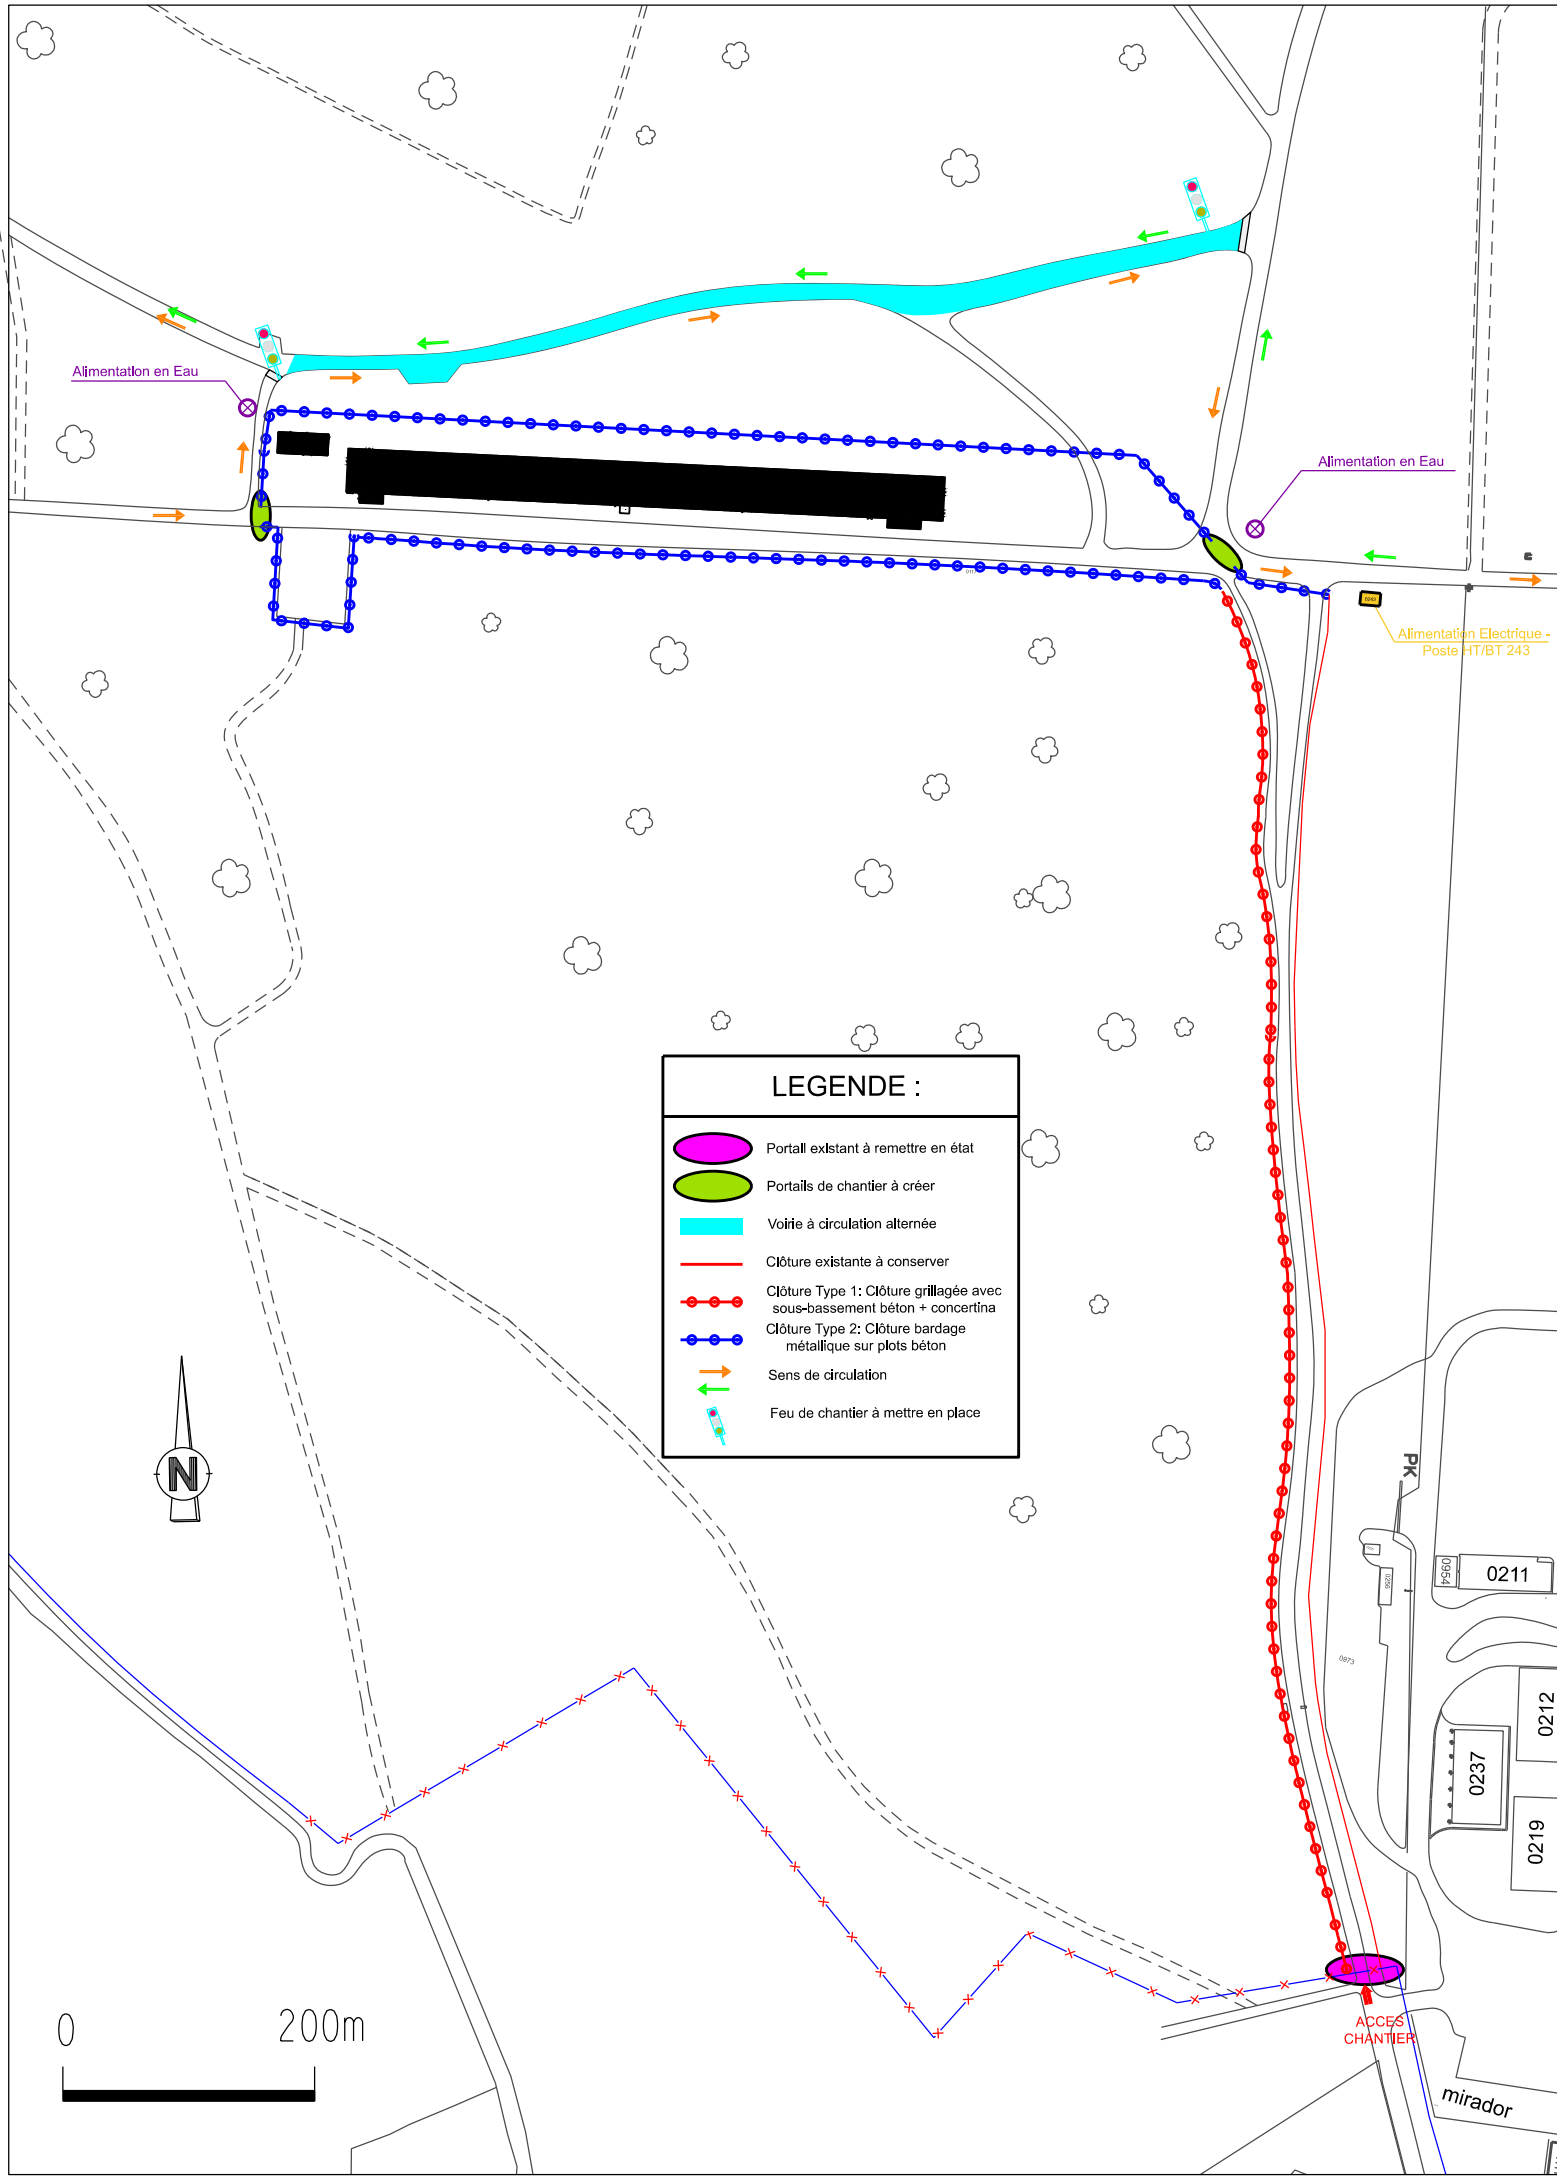 Alimentation en Eau
Alimentation en Eau
0243
Alimentation Electrique -
Poste HT/BT 243
LEGENDE :
Portail existant à remettre en état
Portails de chantier à créer
Voirie à circulation alternée
Clôture existante à conserver
Clôture Type 1: Clôture grillagée avec
sous-bassement béton + concertina
Clôture Type 2: Clôture bardage
métallique sur plots béton
Sens de circulation
Feu de chantier à mettre en place
N
PK
0954
0211
0256
0973
0212
0237
0219
0
200m
ACCES
CHANTIER
mirador